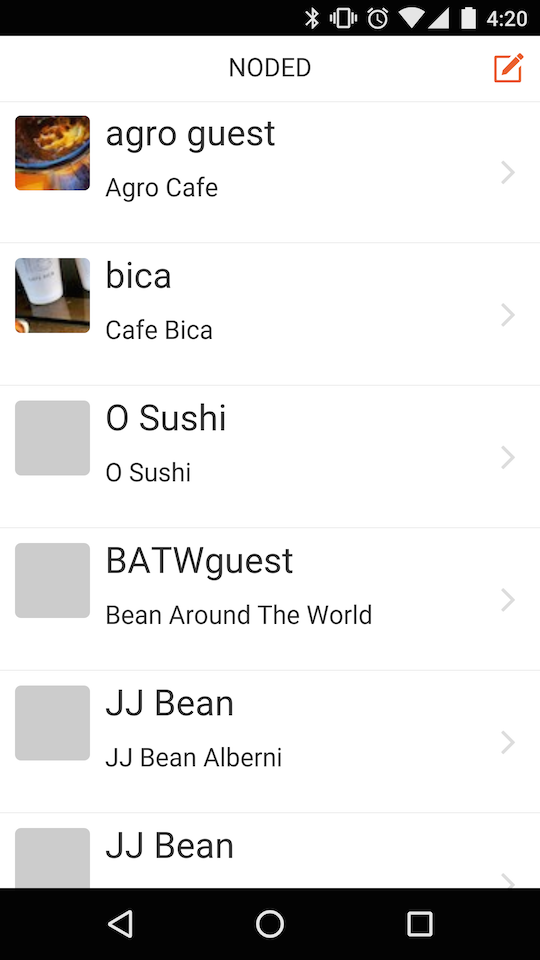 4:20
NODED
agro guest
Agro Cafe
bica
Cafe Bica
O Sushi
O Sushi
BATWguest
Bean Around The World
JJ Bean
JJ Bean Alberni
JJ Bean